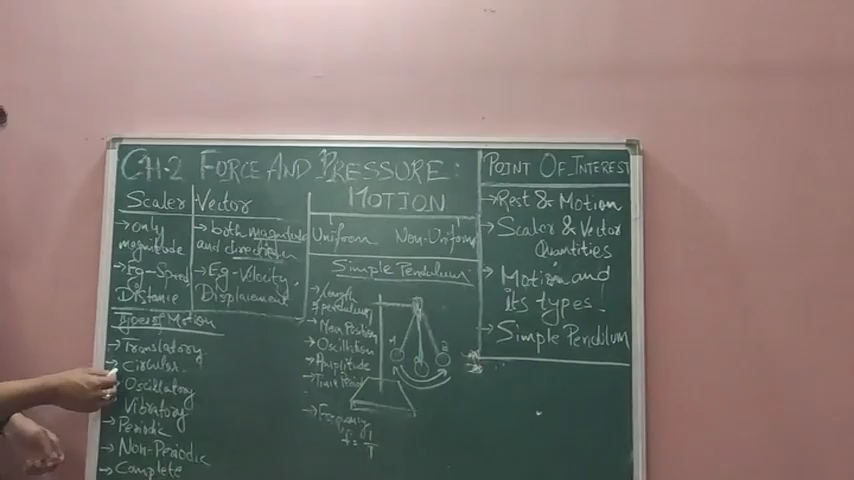 CH.2 FORCE AND PRESSURE:
Scaler
→only
magnitude
→Eg-Speed
Distance
Vector
→both magnitude
and direction
→Eg-Velocity,
Displacement
Types of Motion
→Translatory
→Circular
→Oscillatory
Vibratory
→Periodic
→Non-Periodic
→Complete
MOTION
Uniform
Non-Uniform
Simple Pendulum
→Length
of pendulum
→Mean Position
→Oscillation
→Amplitude
→Time Period
→Frequency
f = 1/T
A
B
POINT OF INTEREST
→Rest & Motion
→Scaler & Vector
Quantities
→Motion and
its types.
→Simple Pendulum